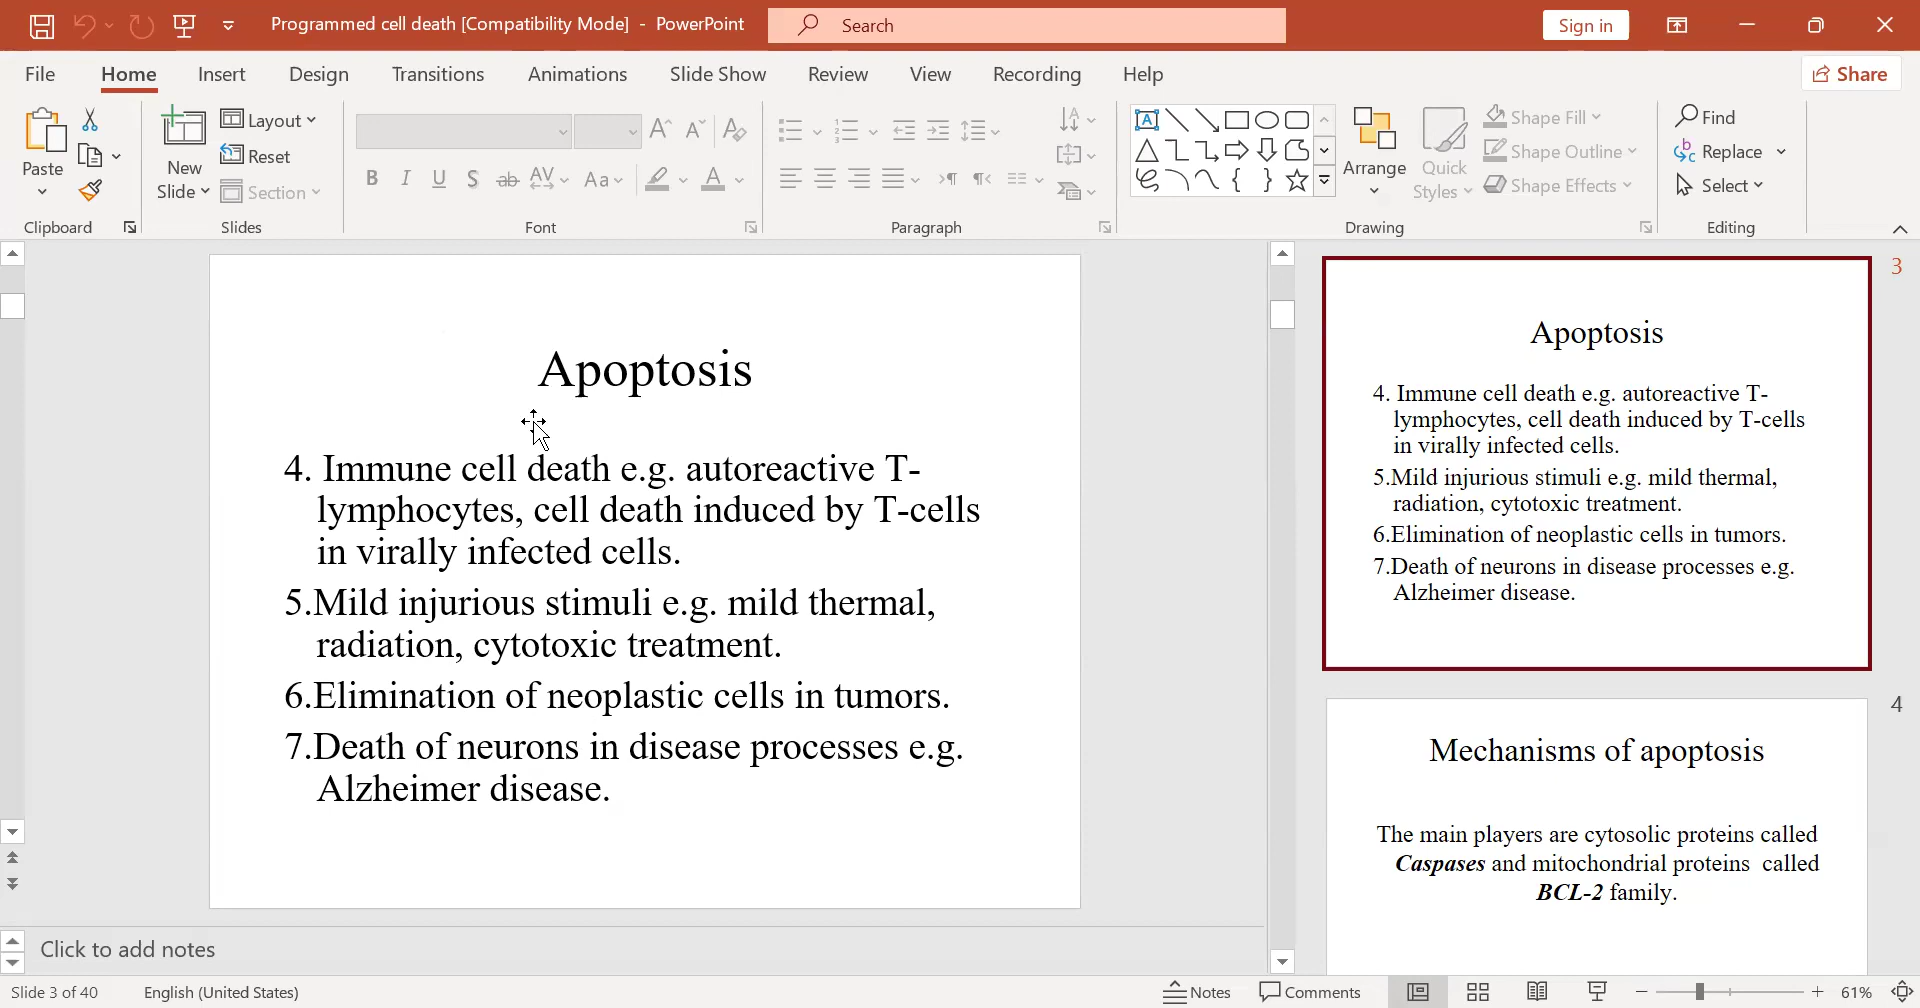 Programmed cell death [Compatibility Mode] - PowerPoint
Search
Sign in
File Home Insert Design Transitions Animations Slide Show Review View Recording Help
Share
Paste
New
Slide
Layout
Reset
Section
B I U S ab AV Aa A
A
Arrange
Quick
Styles
Shape Fill
Shape Outline
Shape Effects
Find
Replace
Select
Clipboard Slides Font Paragraph Drawing Editing
Apoptosis
4. Immune cell death e.g. autoreactive T-
lymphocytes, cell death induced by T-cells
in virally infected cells.
5.Mild injurious stimuli e.g. mild thermal,
radiation, cytotoxic treatment.
6.Elimination of neoplastic cells in tumors.
7.Death of neurons in disease processes e.g.
Alzheimer disease.
3
Apoptosis
4. Immune cell death e.g. autoreactive T-
lymphocytes, cell death induced by T-cells
in virally infected cells.
5.Mild injurious stimuli e.g. mild thermal,
radiation, cytotoxic treatment.
6.Elimination of neoplastic cells in tumors.
7.Death of neurons in disease processes e.g.
Alzheimer disease.
4
Mechanisms of apoptosis
The main players are cytosolic proteins called
Caspases and mitochondrial proteins called
BCL-2 family.
Click to add notes
Slide 3 of 40 English (United States) Notes Comments 61%